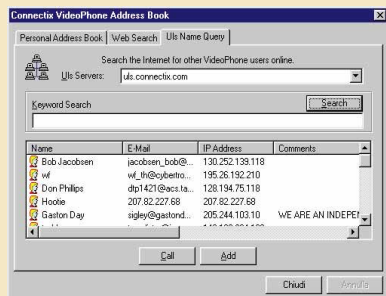 Connectix VideoPhone Address Book
Personal Address Book Web Search Uls Name Query
Search the Internet for other VideoPhone users online.
Uls Servers: uls.connectix.com
Keyword Search Search
Name E-Mail IP Address Comments
Bob Jacobsen jacobsen_bob@... 130.252.139.118
wf wf_th@cybertro... 195.26.192.210
Don Phillips dtp1421@acs.ta... 128.194.75.118
Hootie 207.82.227.68 207.82.227.68
Gaston Day sigley@gastond... 205.244.103.10 WE ARE AN INDEPEN
Call Add
Chiudi Annulla